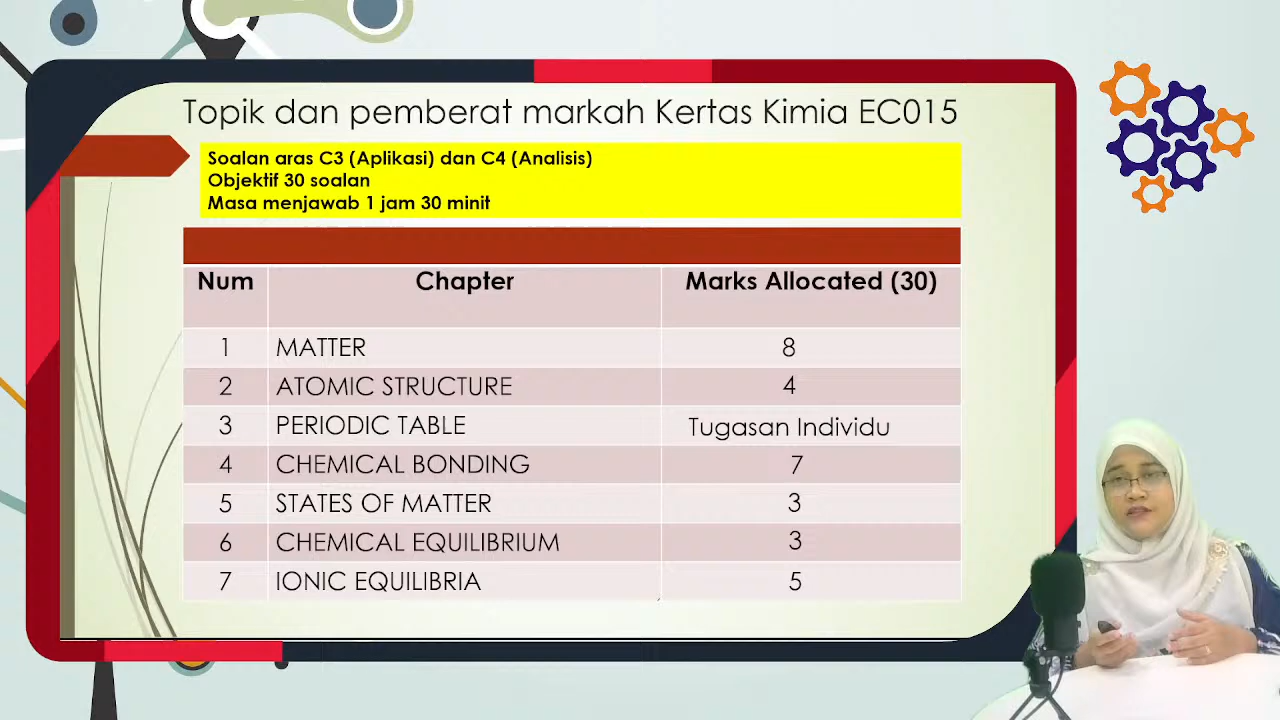 Topik dan pemberat markah Kertas Kimia EC015
Soalan aras C3 (Aplikasi) dan C4 (Analisis)
Objektif 30 soalan
Masa menjawab 1 jam 30 minit
Num Chapter Marks Allocated (30)
1 MATTER 8
2 ATOMIC STRUCTURE 4
3 PERIODIC TABLE Tugasan Individu
4 CHEMICAL BONDING 7
5 STATES OF MATTER 3
6 CHEMICAL EQUILIBRIUM 3
7 IONIC EQUILIBRIA 5